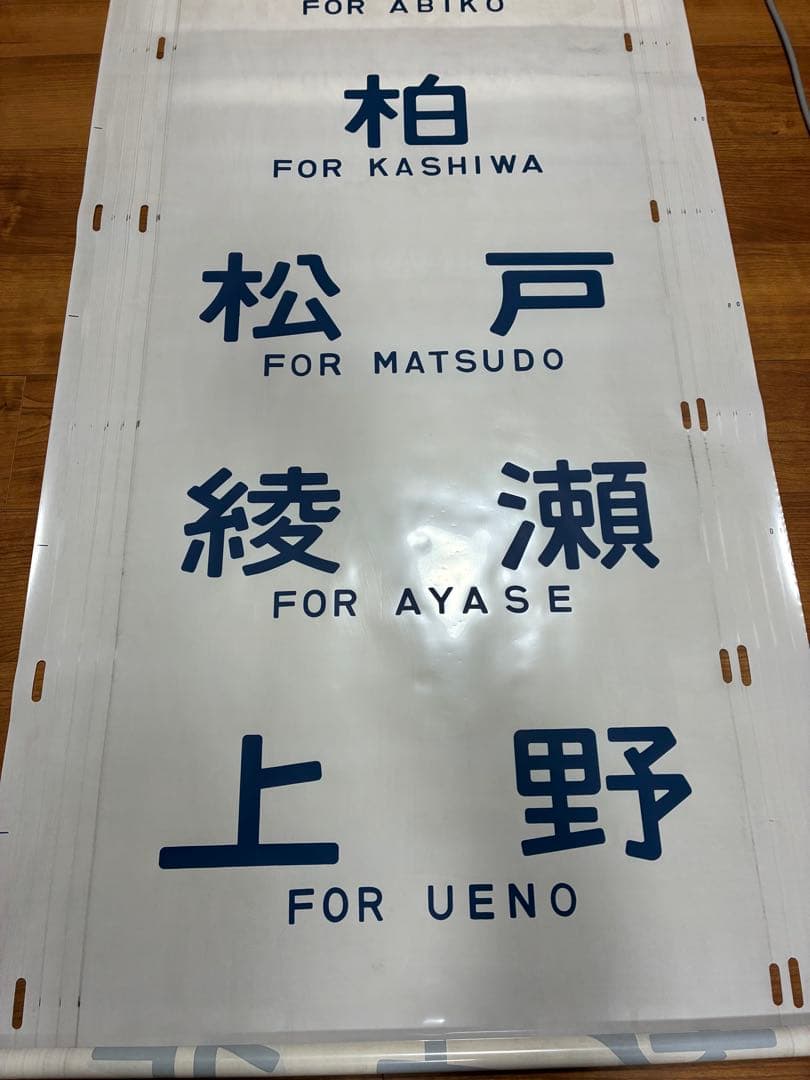 FOR ABIKO
柏
FOR KASHIWA
松戸
FOR MATSUDO
綾瀬
FOR AYASE
上野
FOR UENO